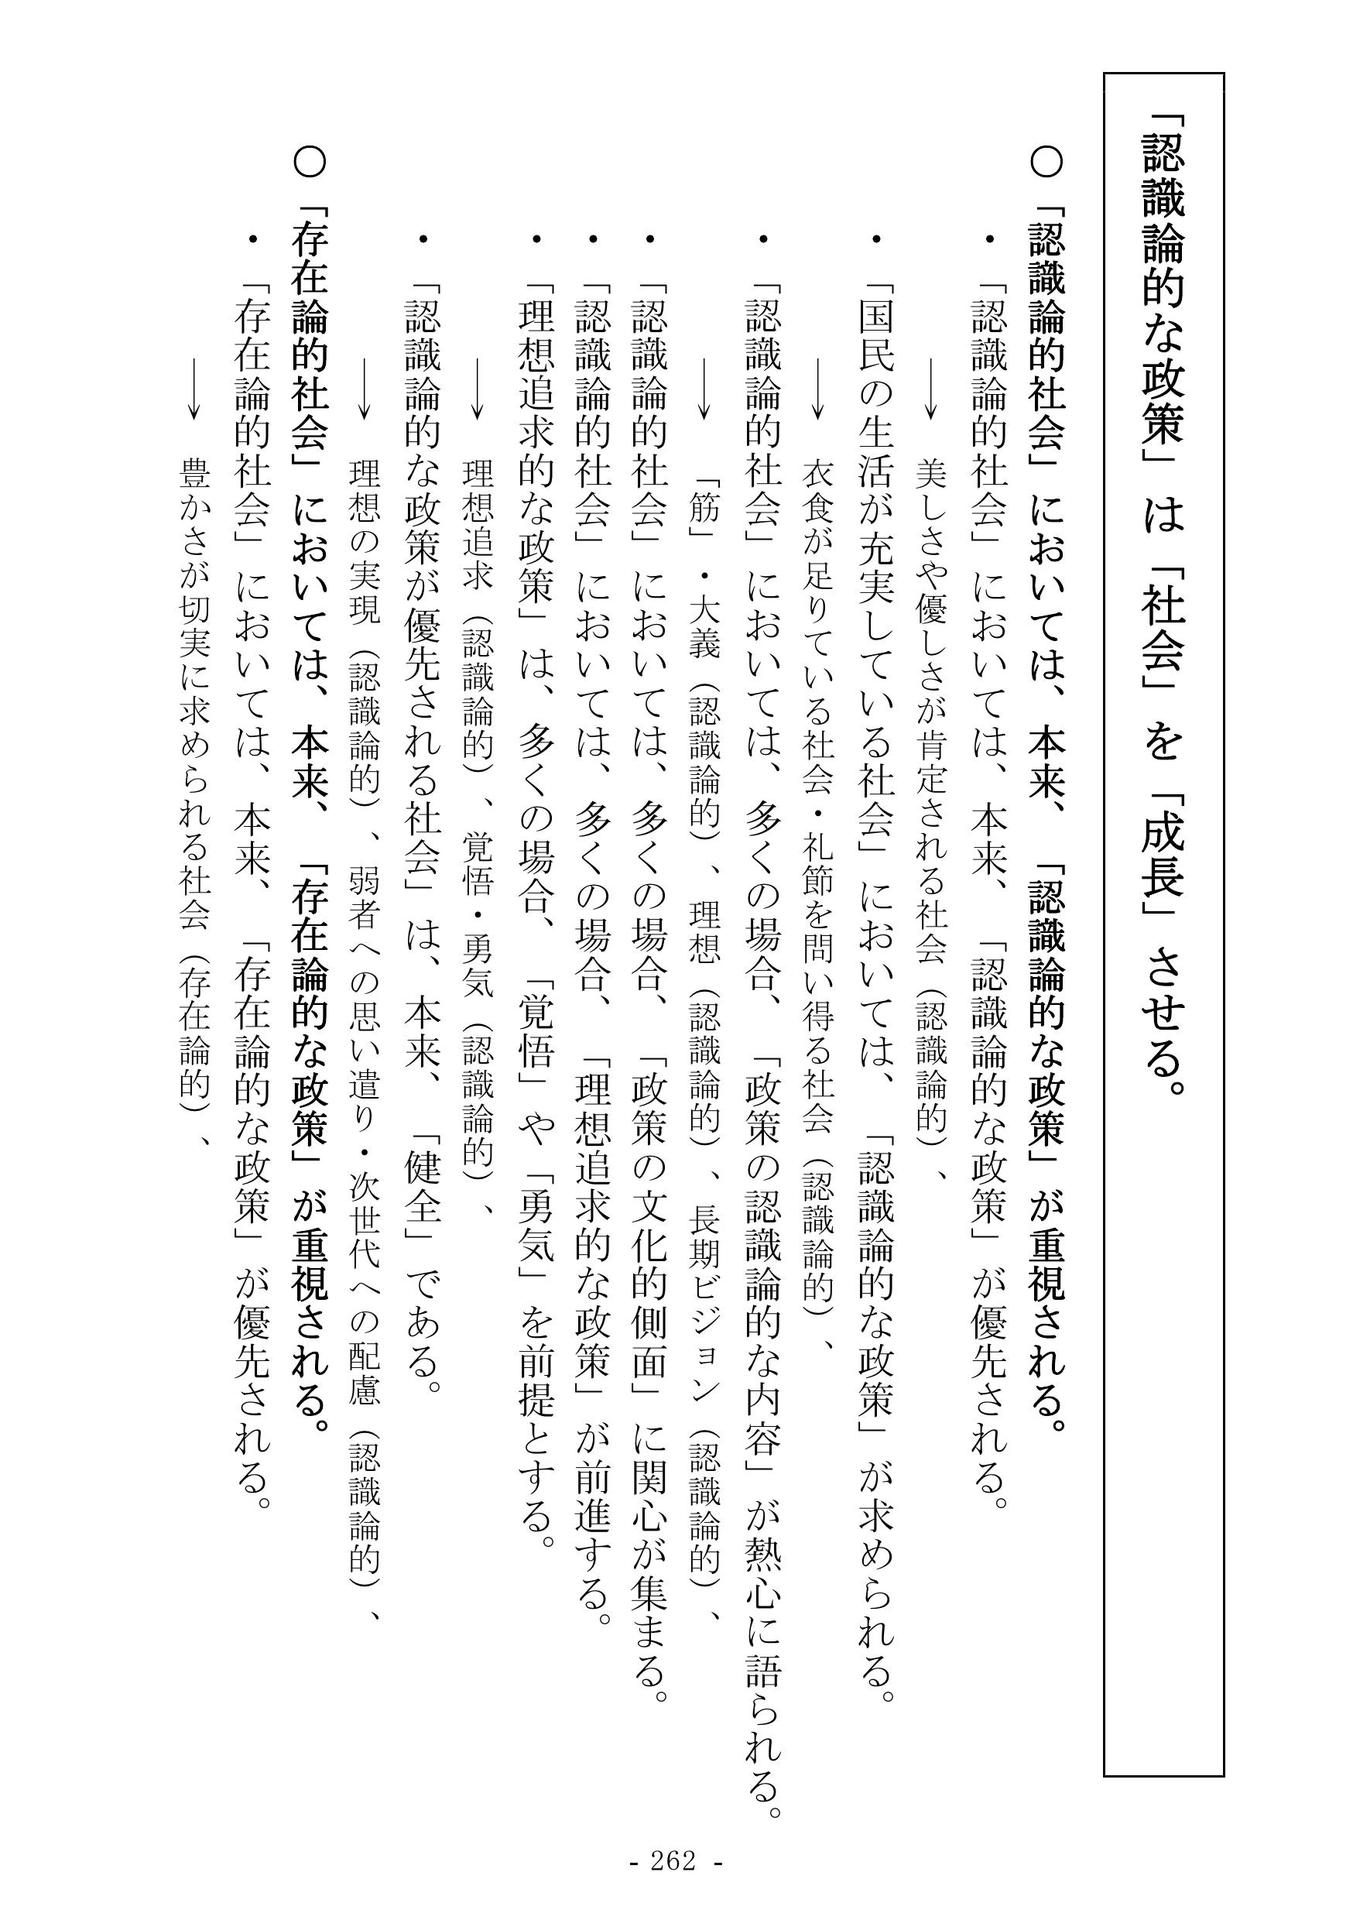 「認識論的な政策」は「社会」を「成長」させる。
○「認識論的社会」においては、本来、「認識論的な政策」が重視される。
・「認識論的社会」においては、本来、「認識論的な政策」が優先される。
→ 美しさや優しさが肯定される社会（認識論的）、
・「国民の生活が充実している社会」においては、「認識論的な政策」が求められる。
→ 衣食が足りている社会・礼節を問い得る社会（認識論的）、
・「認識論的社会」においては、多くの場合、「政策の認識論的な内容」が熱心に語られる。
→ 「筋」・大義（認識論的）、理想（認識論的）、長期ビジョン（認識論的）、
・「認識論的社会」においては、多くの場合、「政策の文化的側面」に関心が集まる。
・「認識論的社会」においては、多くの場合、「理想追求的な政策」が前進する。
・「理想追求的な政策」は、多くの場合、「覚悟」や「勇気」を前提とする。
→ 理想追求（認識論的）、覚悟・勇気（認識論的）、
・「認識論的な政策が優先される社会」は、本来、「健全」である。
→ 理想の実現（認識論的）、弱者への思い遣り・次世代への配慮（認識論的）、
○「存在論的社会」においては、本来、「存在論的な政策」が重視される。
・「存在論的社会」においては、本来、「存在論的な政策」が優先される。
→ 豊かさが切実に求められる社会（存在論的）、
- 262 -